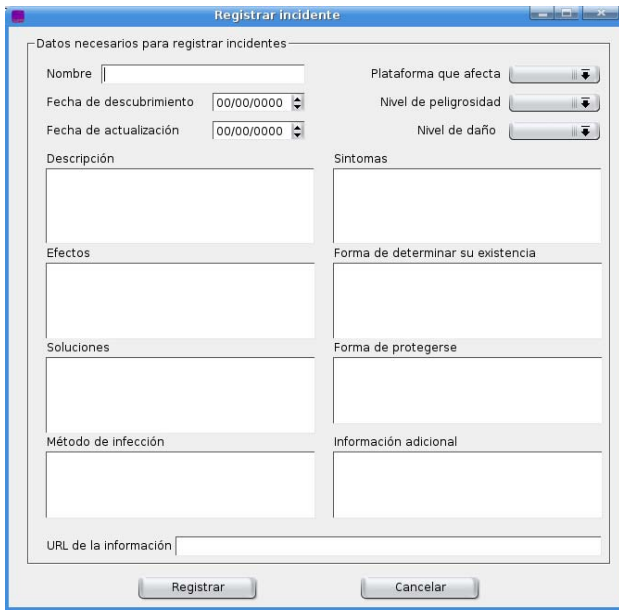 Registrar incidente
Datos necesarios para registrar incidentes
Nombre
Plataforma que afecta
Fecha de descubrimiento 00/00/0000
Nivel de peligrosidad
Fecha de actualización 00/00/0000
Nivel de daño
Descripción
Sintomas
Efectos
Forma de determinar su existencia
Soluciones
Forma de protegerse
Método de infección
Información adicional
URL de la información
Registrar
Cancelar